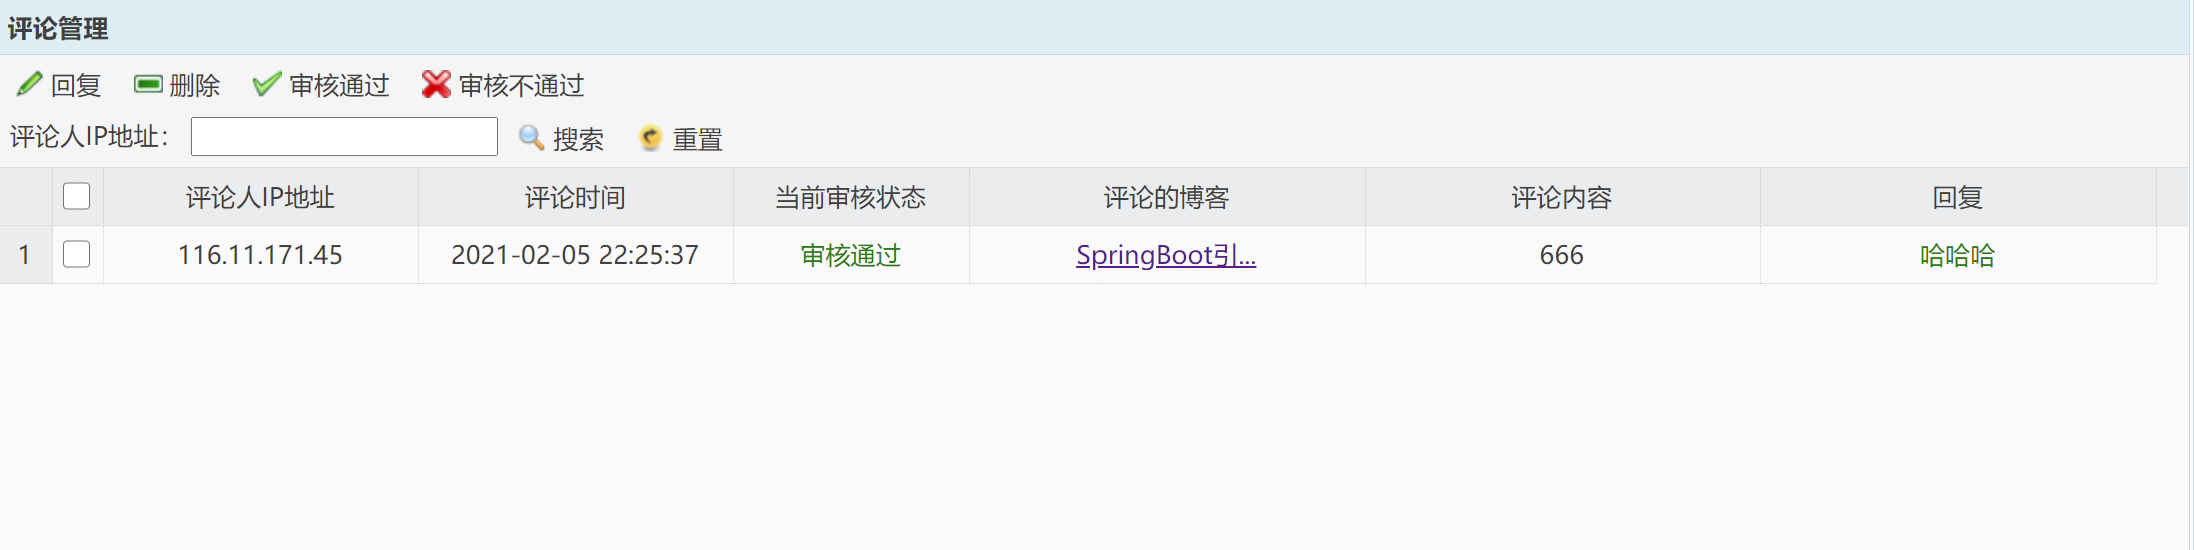 评论管理
回复 删除 审核通过 审核不通过
评论人IP地址： 搜索 重置
评论人IP地址 评论时间 当前审核状态 评论的博客 评论内容 回复
1 116.11.171.45 2021-02-05 22:25:37 审核通过 SpringBoot引... 666 哈哈哈